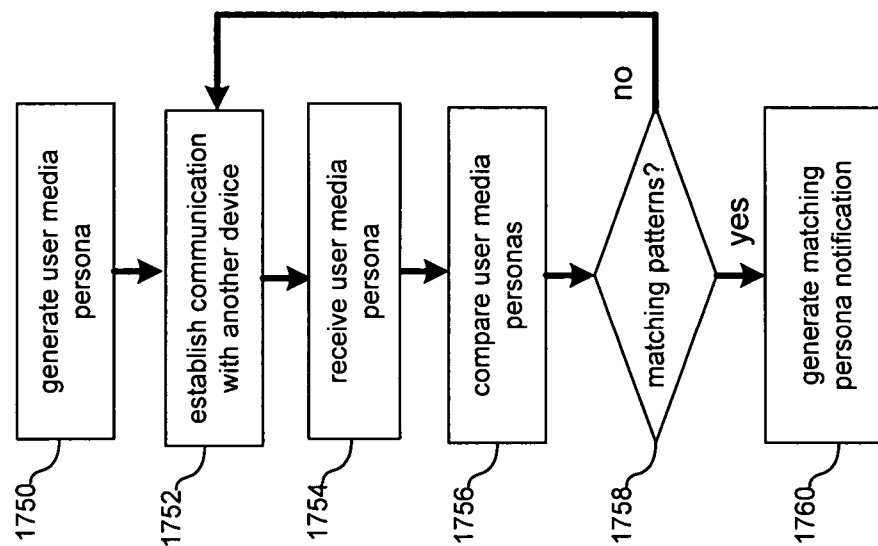 1750
generate user media
persona
1752
establish communication
with another device
1754
receive user media
persona
1756
compare user media
personas
1758
matching patterns?
no
yes
1760
generate matching
persona notification